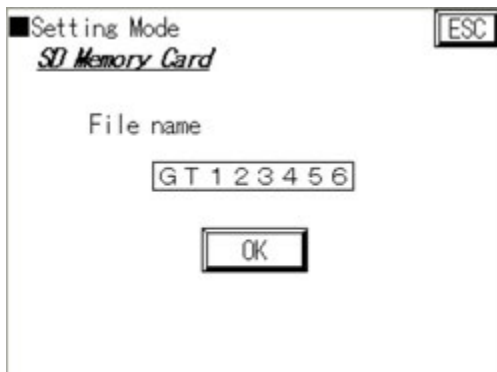 ■Setting Mode
ESC
SD Memory Card
File name
GT123456
OK